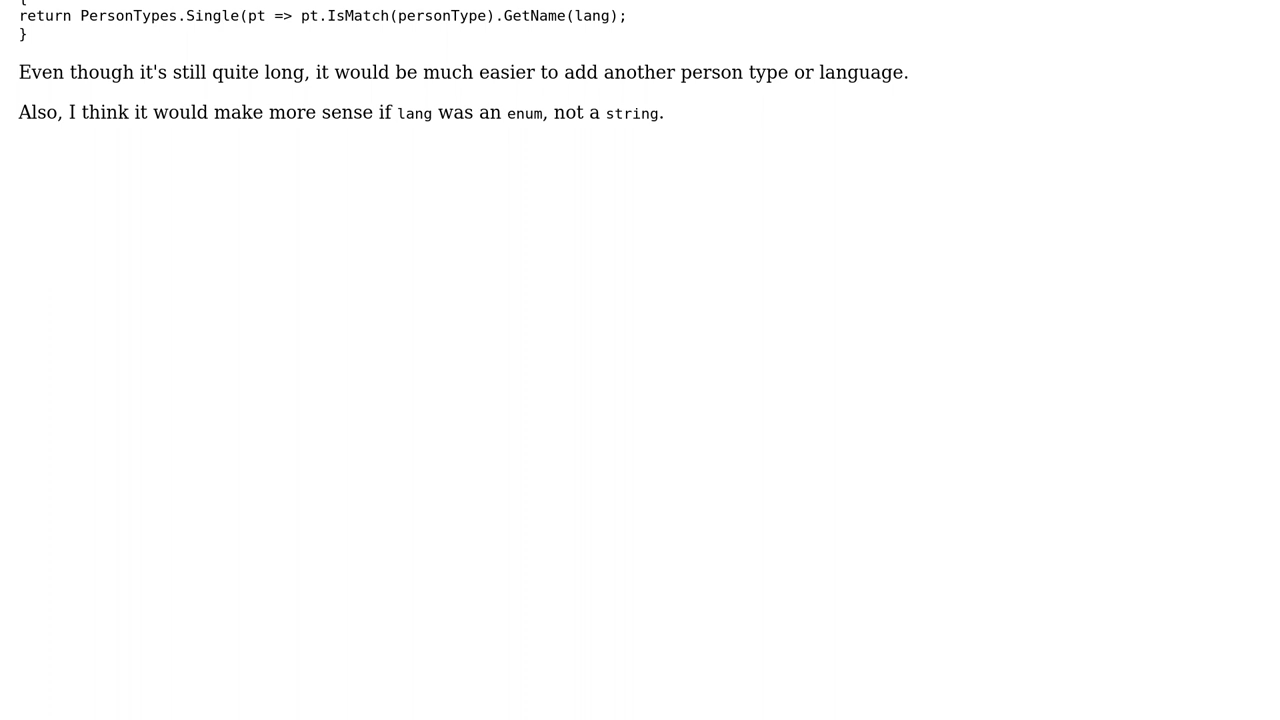 {
return PersonTypes.Single(pt => pt.IsMatch(personType).GetName(lang);
}
Even though it's still quite long, it would be much easier to add another person type or language.
Also, I think it would make more sense if lang was an enum, not a string.